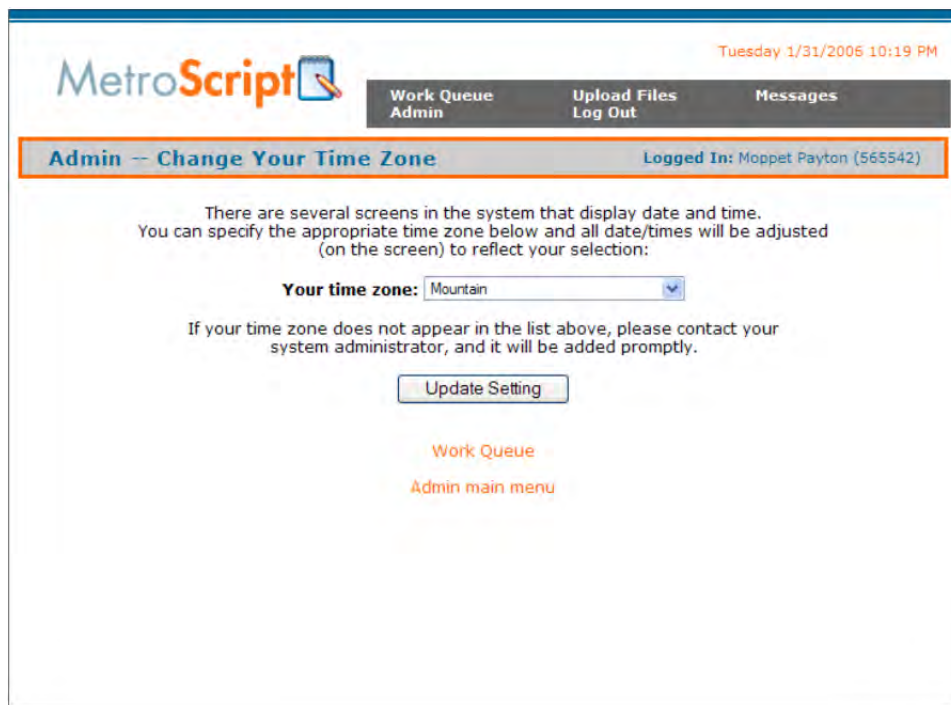 Tuesday 1/31/2006 10:19 PM
MetroScript
Work Queue Upload Files Messages
Admin Log Out
Admin -- Change Your Time Zone Logged In: Moppet Payton (565542)
There are several screens in the system that display date and time.
You can specify the appropriate time zone below and all date/times will be adjusted
(on the screen) to reflect your selection:
Your time zone: Mountain
If your time zone does not appear in the list above, please contact your
system administrator, and it will be added promptly.
Update Setting
Work Queue
Admin main menu